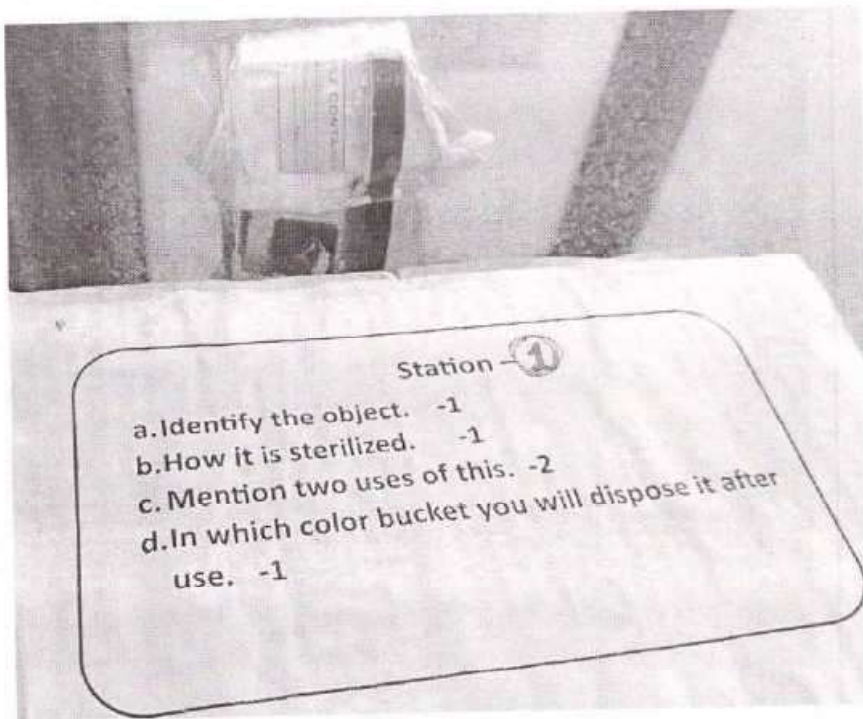 Station – 1
a.Identify the object. -1
b.How it is sterilized. -1
c. Mention two uses of this. -2
d.In which color bucket you will dispose it after
use. -1